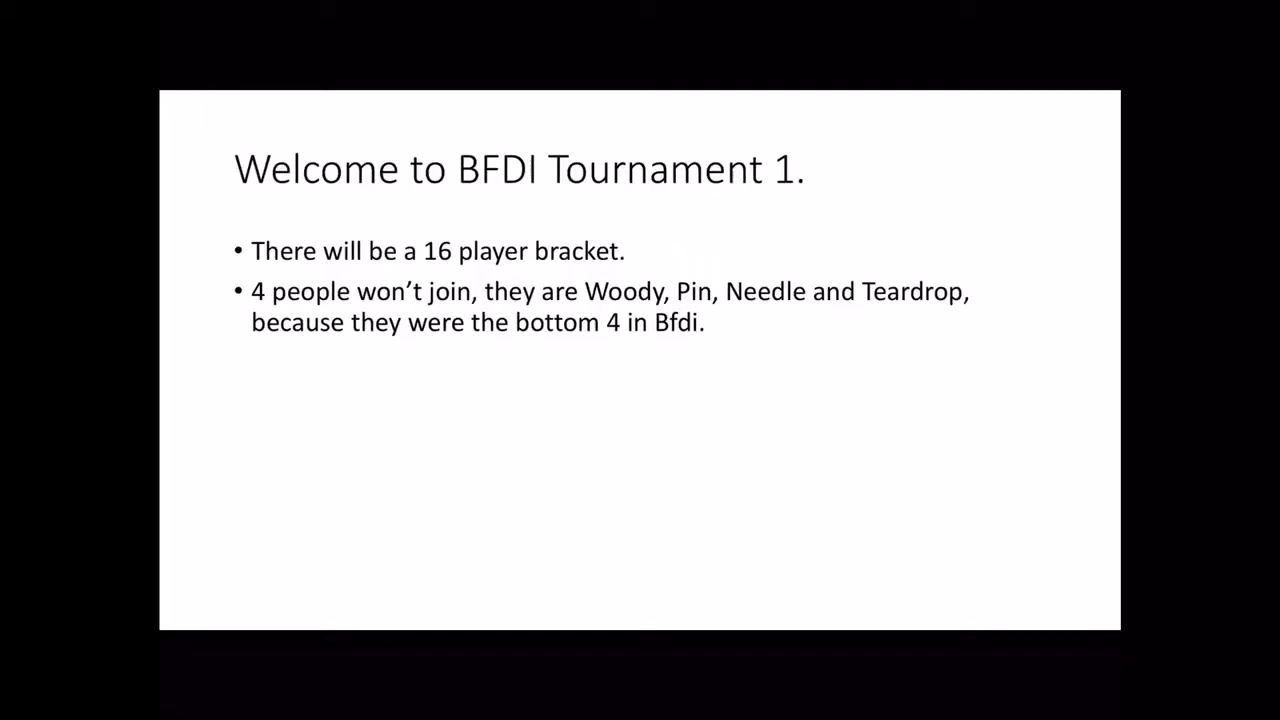 Welcome to BFDI Tournament 1.
• There will be a 16 player bracket.
• 4 people won’t join, they are Woody, Pin, Needle and Teardrop,
because they were the bottom 4 in Bfdi.